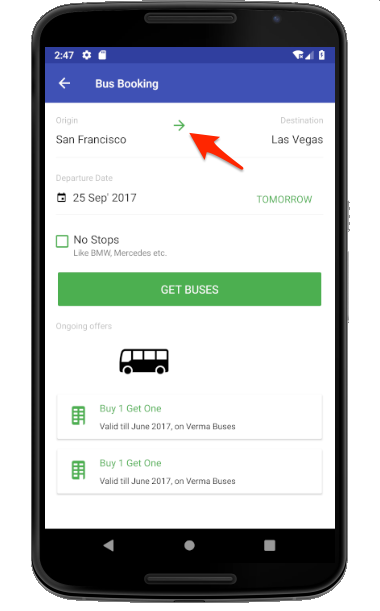 2:47
Bus Booking
Origin
Destination
San Francisco
Las Vegas
Departure Date
25 Sep' 2017
TOMORROW
No Stops
Like BMW, Mercedes etc.
GET BUSES
Ongoing offers
Buy 1 Get One
Valid till June 2017, on Verma Buses
Buy 1 Get One
Valid till June 2017, on Verma Buses